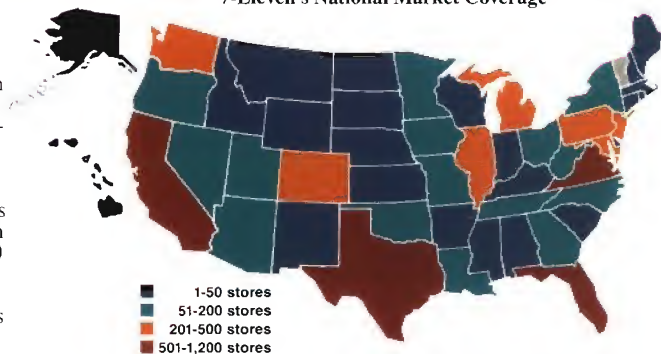 7-Eleven's National Market Coverage
1-50 stores
51-200 stores
201-500 stores
501-1,200 stores